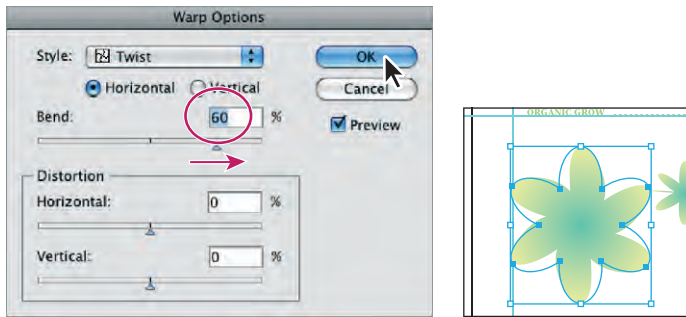 Warp Options
Style: Twist
OK
Horizontal Vertical
Cancel
Bend: 60 %
Preview
Distortion
Horizontal: 0 %
Vertical: 0 %
ORGANIC GROW